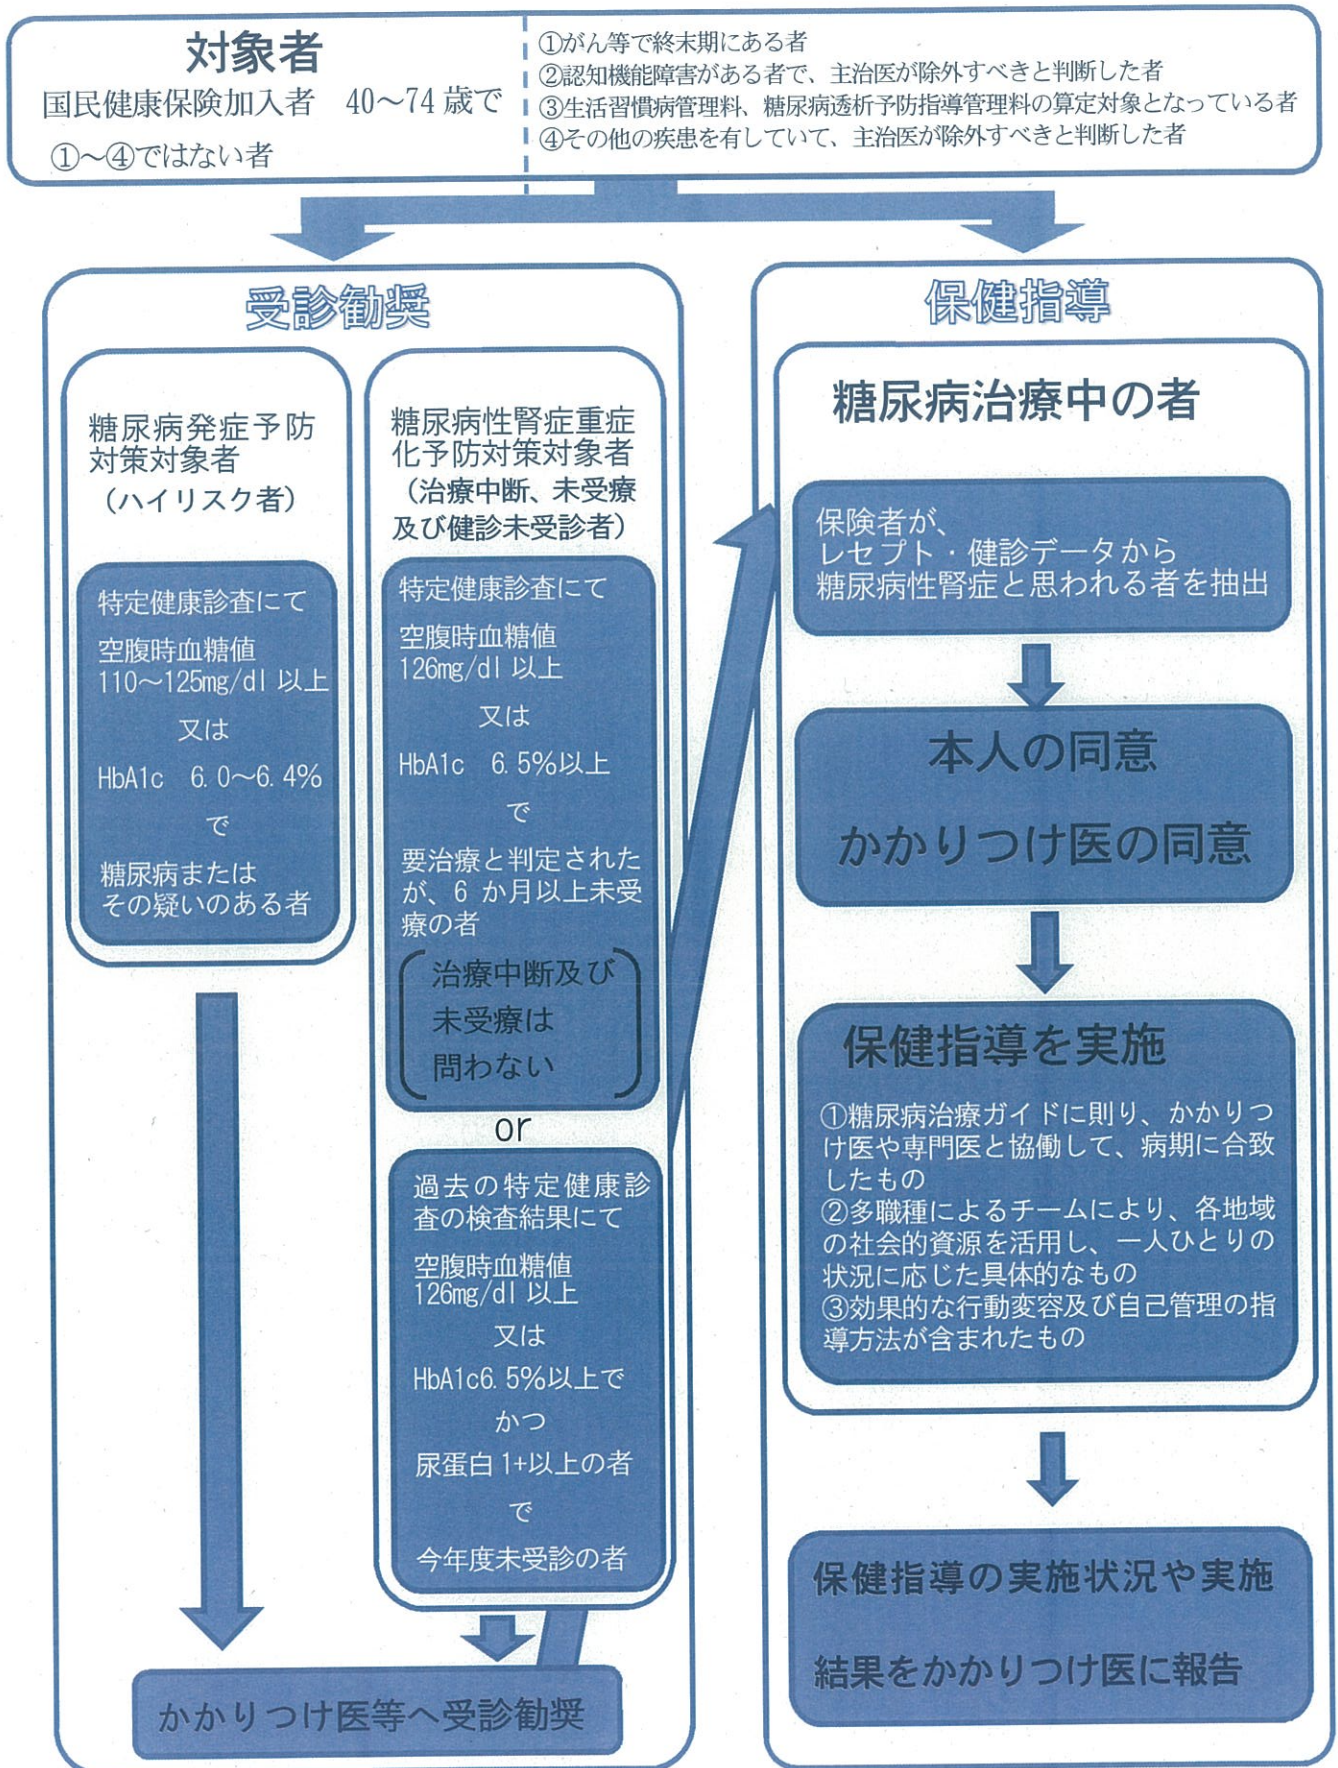 対象者
国民健康保険加入者　40～74 歳で
①～④ではない者
①がん等で終末期にある者
②認知機能障害がある者で、主治医が除外すべきと判断した者
③生活習慣病管理料、糖尿病透析予防指導管理料の算定対象となっている者
④その他の疾患を有していて、主治医が除外すべきと判断した者
受診勧奨
糖尿病発症予防
対策対象者
（ハイリスク者）
特定健康診査にて
空腹時血糖値
110～125mg/dl 以上
又は
HbA1c　6.0～6.4%
で
糖尿病または
その疑いのある者
糖尿病性腎症重症
化予防対策対象者
（治療中断、未受療
及び健診未受診者）
特定健康診査にて
空腹時血糖値
126mg/dl 以上
又は
HbA1c　6.5%以上
で
要治療と判定された
が、6 か月以上未受
療の者
治療中断及び
未受療は
問わない
or
過去の特定健康診
査の検査結果にて
空腹時血糖値
126mg/dl 以上
又は
HbA1c6.5%以上で
かつ
尿蛋白 1+以上の者
で
今年度未受診の者
かかりつけ医等へ受診勧奨
保健指導
糖尿病治療中の者
保険者が、
レセプト・健診データから
糖尿病性腎症と思われる者を抽出
本人の同意
かかりつけ医の同意
保健指導を実施
①糖尿病治療ガイドに則り、かかりつ
け医や専門医と協働して、病期に合致
したもの
②多職種によるチームにより、各地域
の社会的資源を活用し、一人ひとりの
状況に応じた具体的なもの
③効果的な行動変容及び自己管理の指
導方法が含まれたもの
保健指導の実施状況や実施
結果をかかりつけ医に報告